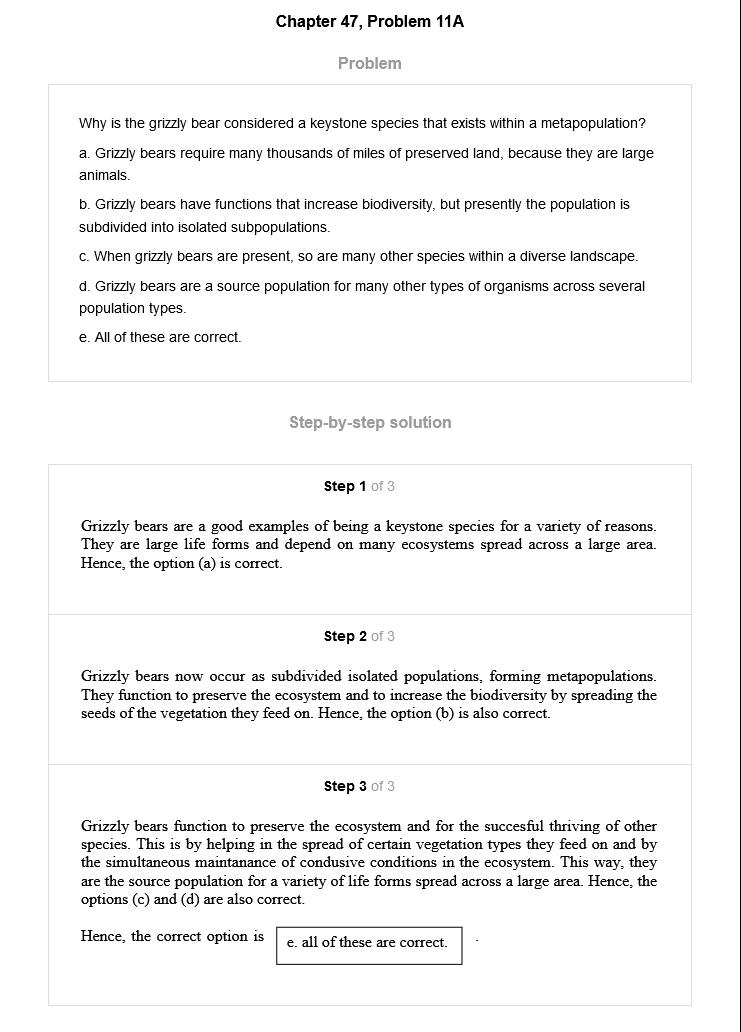 Chapter 47, Problem 11A
Problem
Why is the grizzly bear considered a keystone species that exists within a metapopulation?
a. Grizzly bears require many thousands of miles of preserved land, because they are large
animals.
b. Grizzly bears have functions that increase biodiversity, but presently the population is
subdivided into isolated subpopulations.
c. When grizzly bears are present, so are many other species within a diverse landscape.
d. Grizzly bears are a source population for many other types of organisms across several
population types.
e. All of these are correct.
Step-by-step solution
Step 1 of 3
Grizzly bears are a good examples of being a keystone species for a variety of reasons.
They are large life forms and depend on many ecosystems spread across a large area.
Hence, the option (a) is correct.
Step 2 of 3
Grizzly bears now occur as subdivided isolated populations, forming metapopulations.
They function to preserve the ecosystem and to increase the biodiversity by spreading the
seeds of the vegetation they feed on. Hence, the option (b) is also correct.
Step 3 of 3
Grizzly bears function to preserve the ecosystem and for the succesful thriving of other
species. This is by helping in the spread of certain vegetation types they feed on and by
the simultaneous maintanance of condusive conditions in the ecosystem. This way, they
are the source population for a variety of life forms spread across a large area. Hence, the
options (c) and (d) are also correct.
Hence, the correct option is e. all of these are correct. .